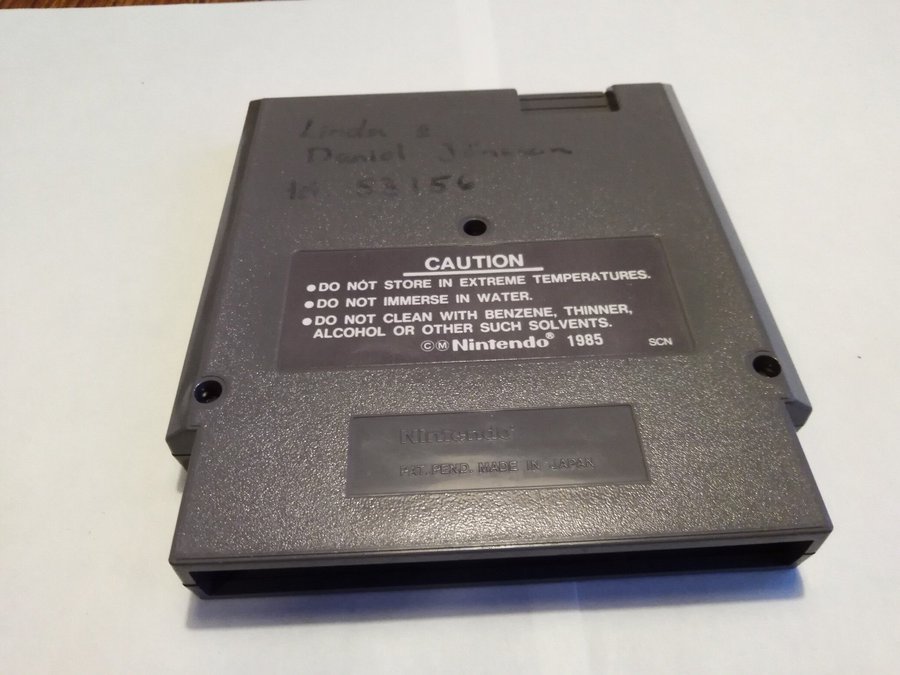 Linda &
Daniel
53156
CAUTION
● DO NOT STORE IN EXTREME TEMPERATURES.
● DO NOT IMMERSE IN WATER.
● DO NOT CLEAN WITH BENZENE, THINNER,
ALCOHOL OR OTHER SUCH SOLVENTS.
©Ⓜ Nintendo® 1985 SCN
Nintendo®
PAT. PEND. MADE IN JAPAN